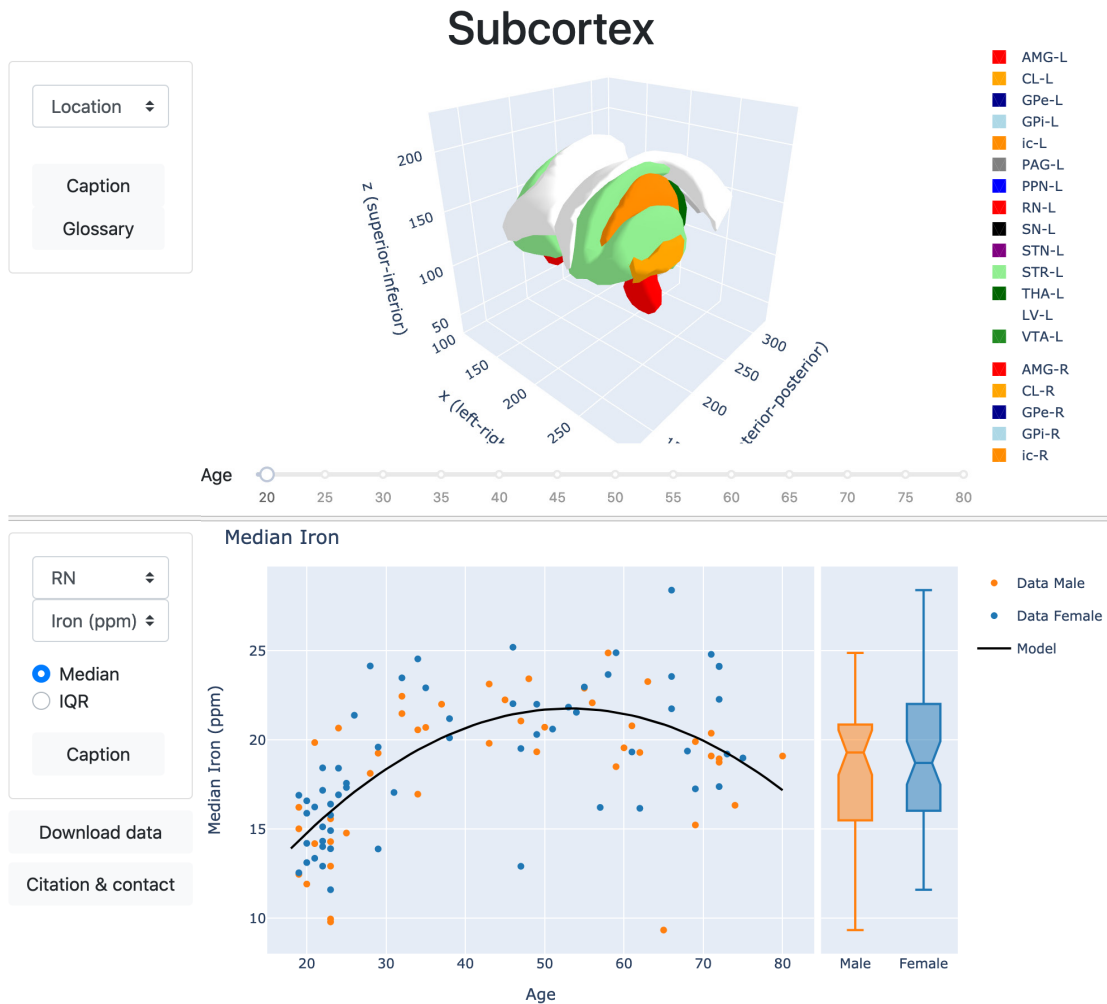 Subcortex
Location
Caption
Glossary
z (superior-inferior)
200
150
100
50
100
150
200
250
x (left-righ
300
250
200
terior-posterior)
AMG-L
CL-L
GPe-L
GPi-L
ic-L
PAG-L
PPN-L
RN-L
SN-L
STN-L
STR-L
THA-L
LV-L
VTA-L
AMG-R
CL-R
GPe-R
GPi-R
ic-R
Age
20 25 30 35 40 45 50 55 60 65 70 75 80
RN
Iron (ppm)
Median
IQR
Caption
Download data
Citation & contact
Median Iron
Median Iron (ppm)
25
20
15
10
20 30 40 50 60 70 80
Age
Male Female
Data Male
Data Female
Model